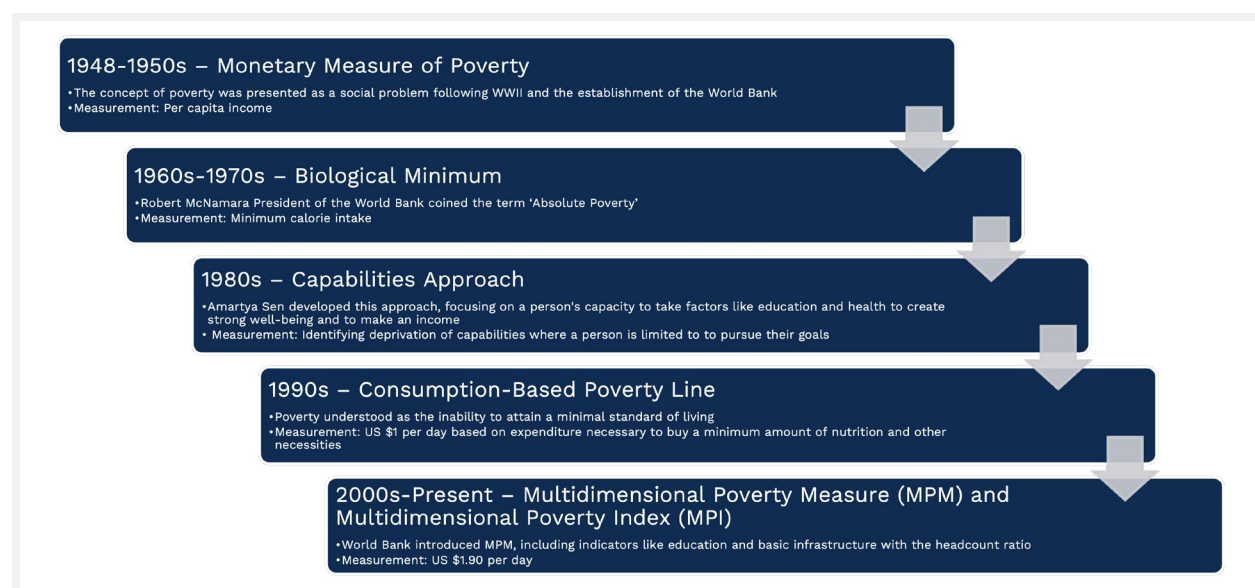 1948-1950s – Monetary Measure of Poverty
•The concept of poverty was presented as a social problem following WWII and the establishment of the World Bank
•Measurement: Per capita income
1960s-1970s – Biological Minimum
•Robert McNamara President of the World Bank coined the term ‘Absolute Poverty’
•Measurement: Minimum calorie intake
1980s – Capabilities Approach
•Amartya Sen developed this approach, focusing on a person's capacity to take factors like education and health to create
strong well-being and to make an income
• Measurement: Identifying deprivation of capabilities where a person is limited to to pursue their goals
1990s – Consumption-Based Poverty Line
•Poverty understood as the inability to attain a minimal standard of living
•Measurement: US $1 per day based on expenditure necessary to buy a minimum amount of nutrition and other
necessities
2000s-Present – Multidimensional Poverty Measure (MPM) and
Multidimensional Poverty Index (MPI)
•World Bank introduced MPM, including indicators like education and basic infrastructure with the headcount ratio
•Measurement: US $1.90 per day